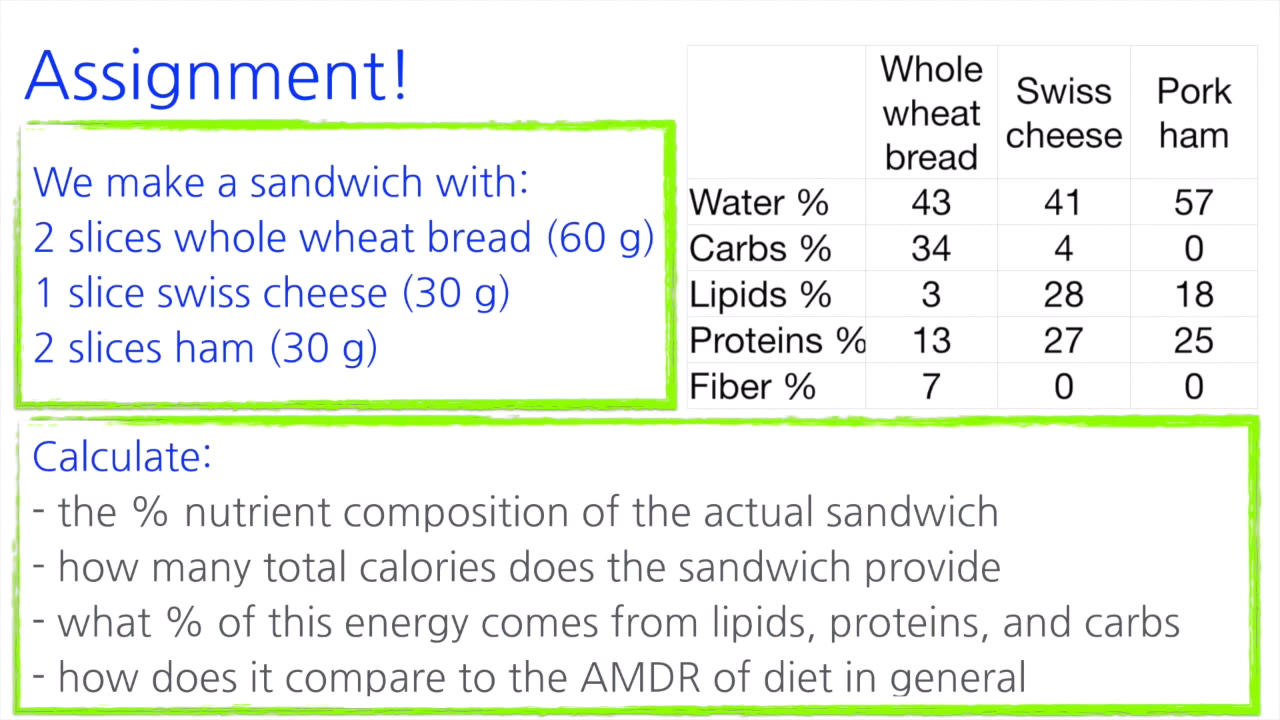 Assignment!
We make a sandwich with:
2 slices whole wheat bread (60 g)
1 slice swiss cheese (30 g)
2 slices ham (30 g)
Whole wheat bread Swiss cheese Pork ham
Water % 43 41 57
Carbs % 34 4 0
Lipids % 3 28 18
Proteins % 13 27 25
Fiber % 7 0 0
Calculate:
- the % nutrient composition of the actual sandwich
- how many total calories does the sandwich provide
- what % of this energy comes from lipids, proteins, and carbs
- how does it compare to the AMDR of diet in general